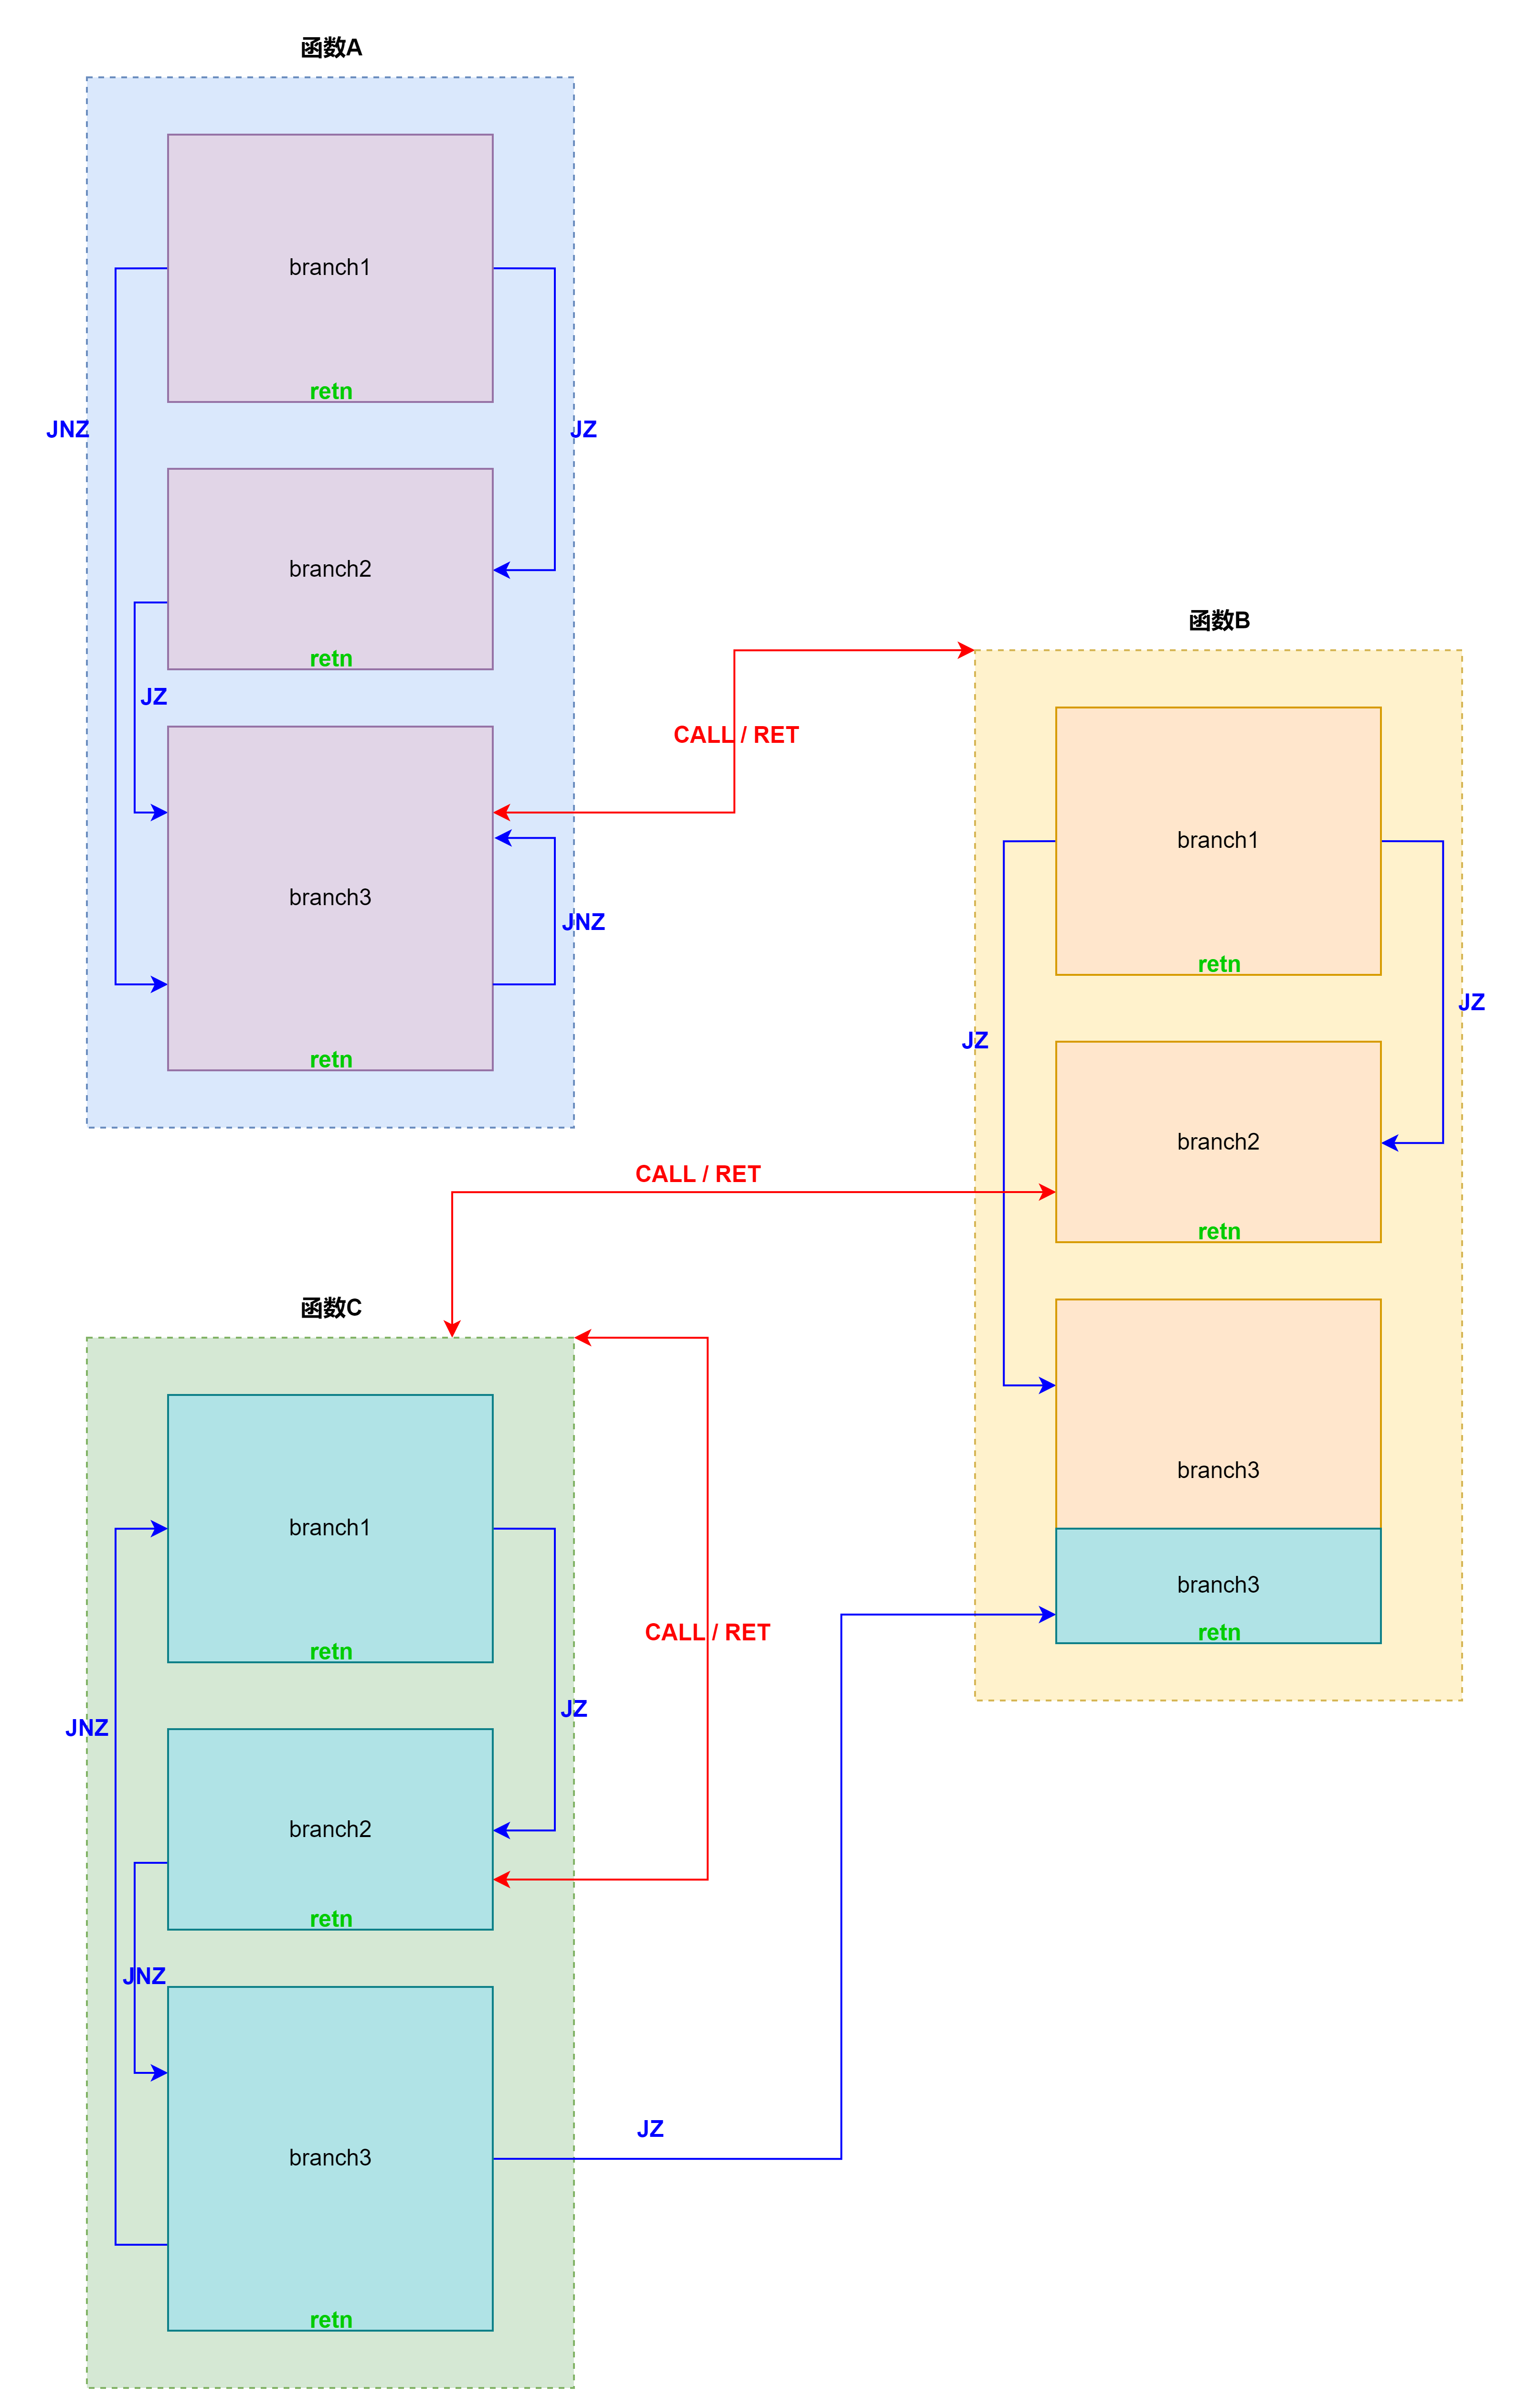 函数A
branch1
retn
JNZ
JZ
branch2
retn
JZ
branch3
JNZ
retn
CALL / RET
函数B
branch1
retn
JZ
JZ
branch2
retn
branch3
branch3
retn
CALL / RET
函数C
branch1
retn
CALL / RET
JZ
JNZ
branch2
retn
JNZ
branch3
JZ
retn